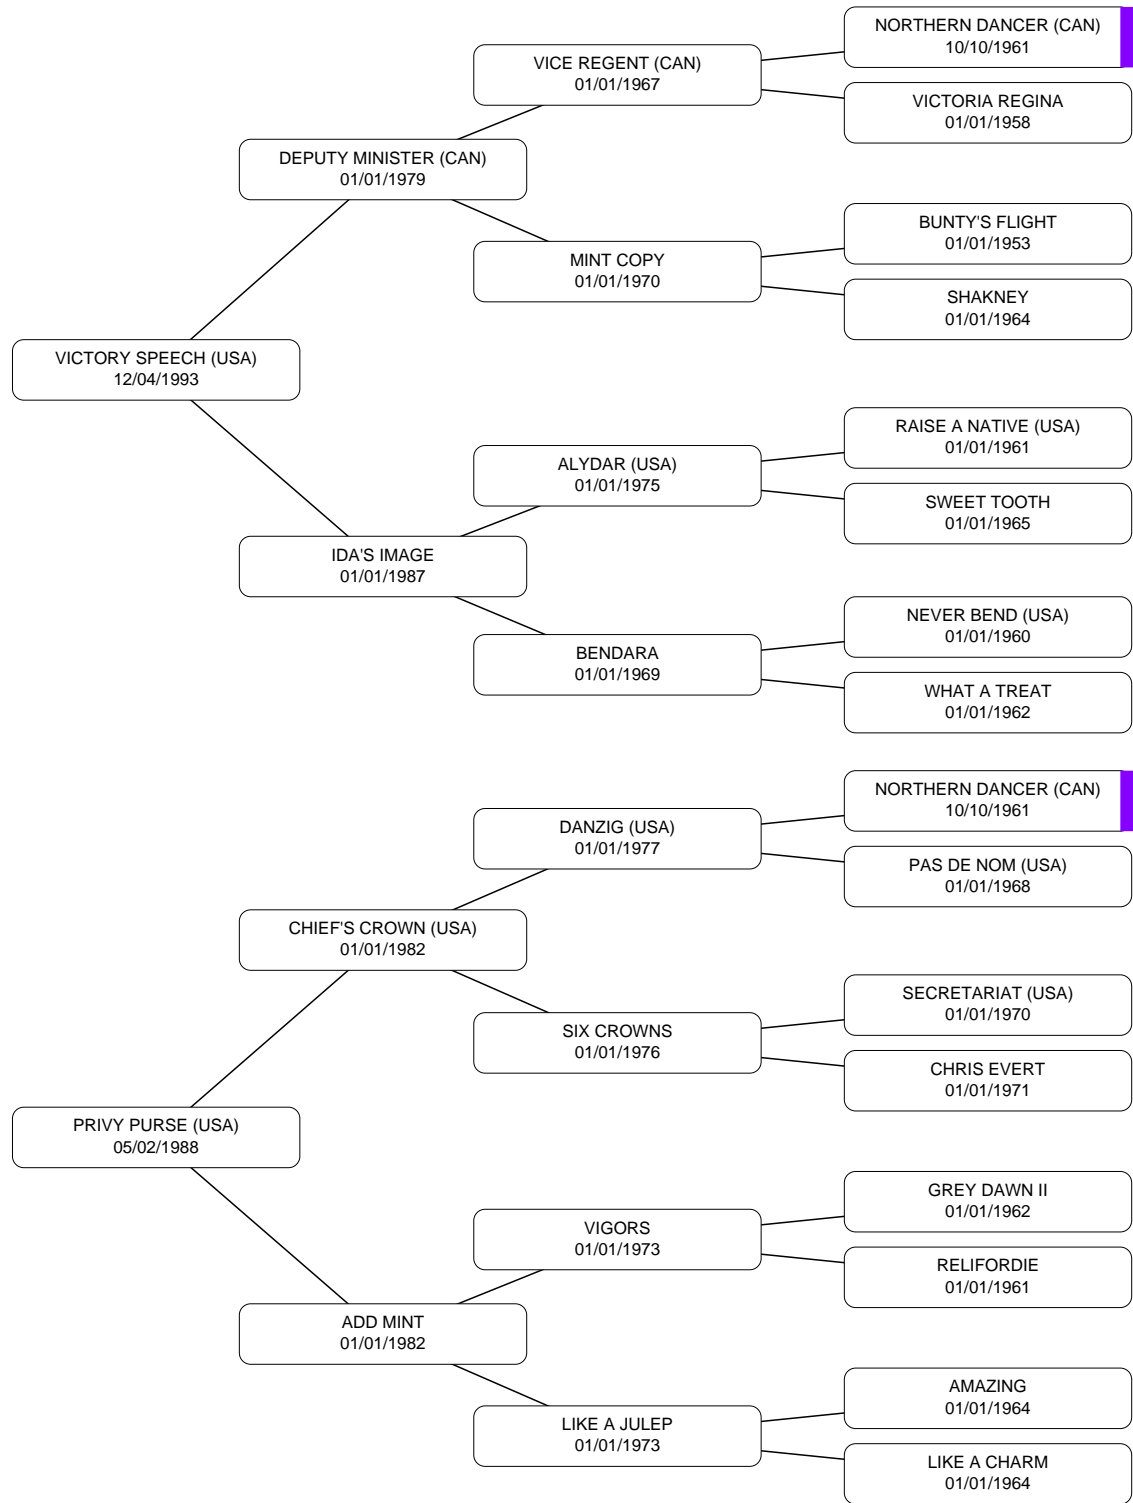 NORTHERN DANCER (CAN)
10/10/1961
VICE REGENT (CAN)
01/01/1967
VICTORIA REGINA
01/01/1958
DEPUTY MINISTER (CAN)
01/01/1979
BUNTY'S FLIGHT
01/01/1953
MINT COPY
01/01/1970
SHAKNEY
01/01/1964
VICTORY SPEECH (USA)
12/04/1993
RAISE A NATIVE (USA)
01/01/1961
ALYDAR (USA)
01/01/1975
SWEET TOOTH
01/01/1965
IDA'S IMAGE
01/01/1987
NEVER BEND (USA)
01/01/1960
BENDARA
01/01/1969
WHAT A TREAT
01/01/1962
NORTHERN DANCER (CAN)
10/10/1961
DANZIG (USA)
01/01/1977
PAS DE NOM (USA)
01/01/1968
CHIEF'S CROWN (USA)
01/01/1982
SECRETARIAT (USA)
01/01/1970
SIX CROWNS
01/01/1976
CHRIS EVERT
01/01/1971
PRIVY PURSE (USA)
05/02/1988
GREY DAWN II
01/01/1962
VIGORS
01/01/1973
RELIFORDIE
01/01/1961
ADD MINT
01/01/1982
AMAZING
01/01/1964
LIKE A JULEP
01/01/1973
LIKE A CHARM
01/01/1964